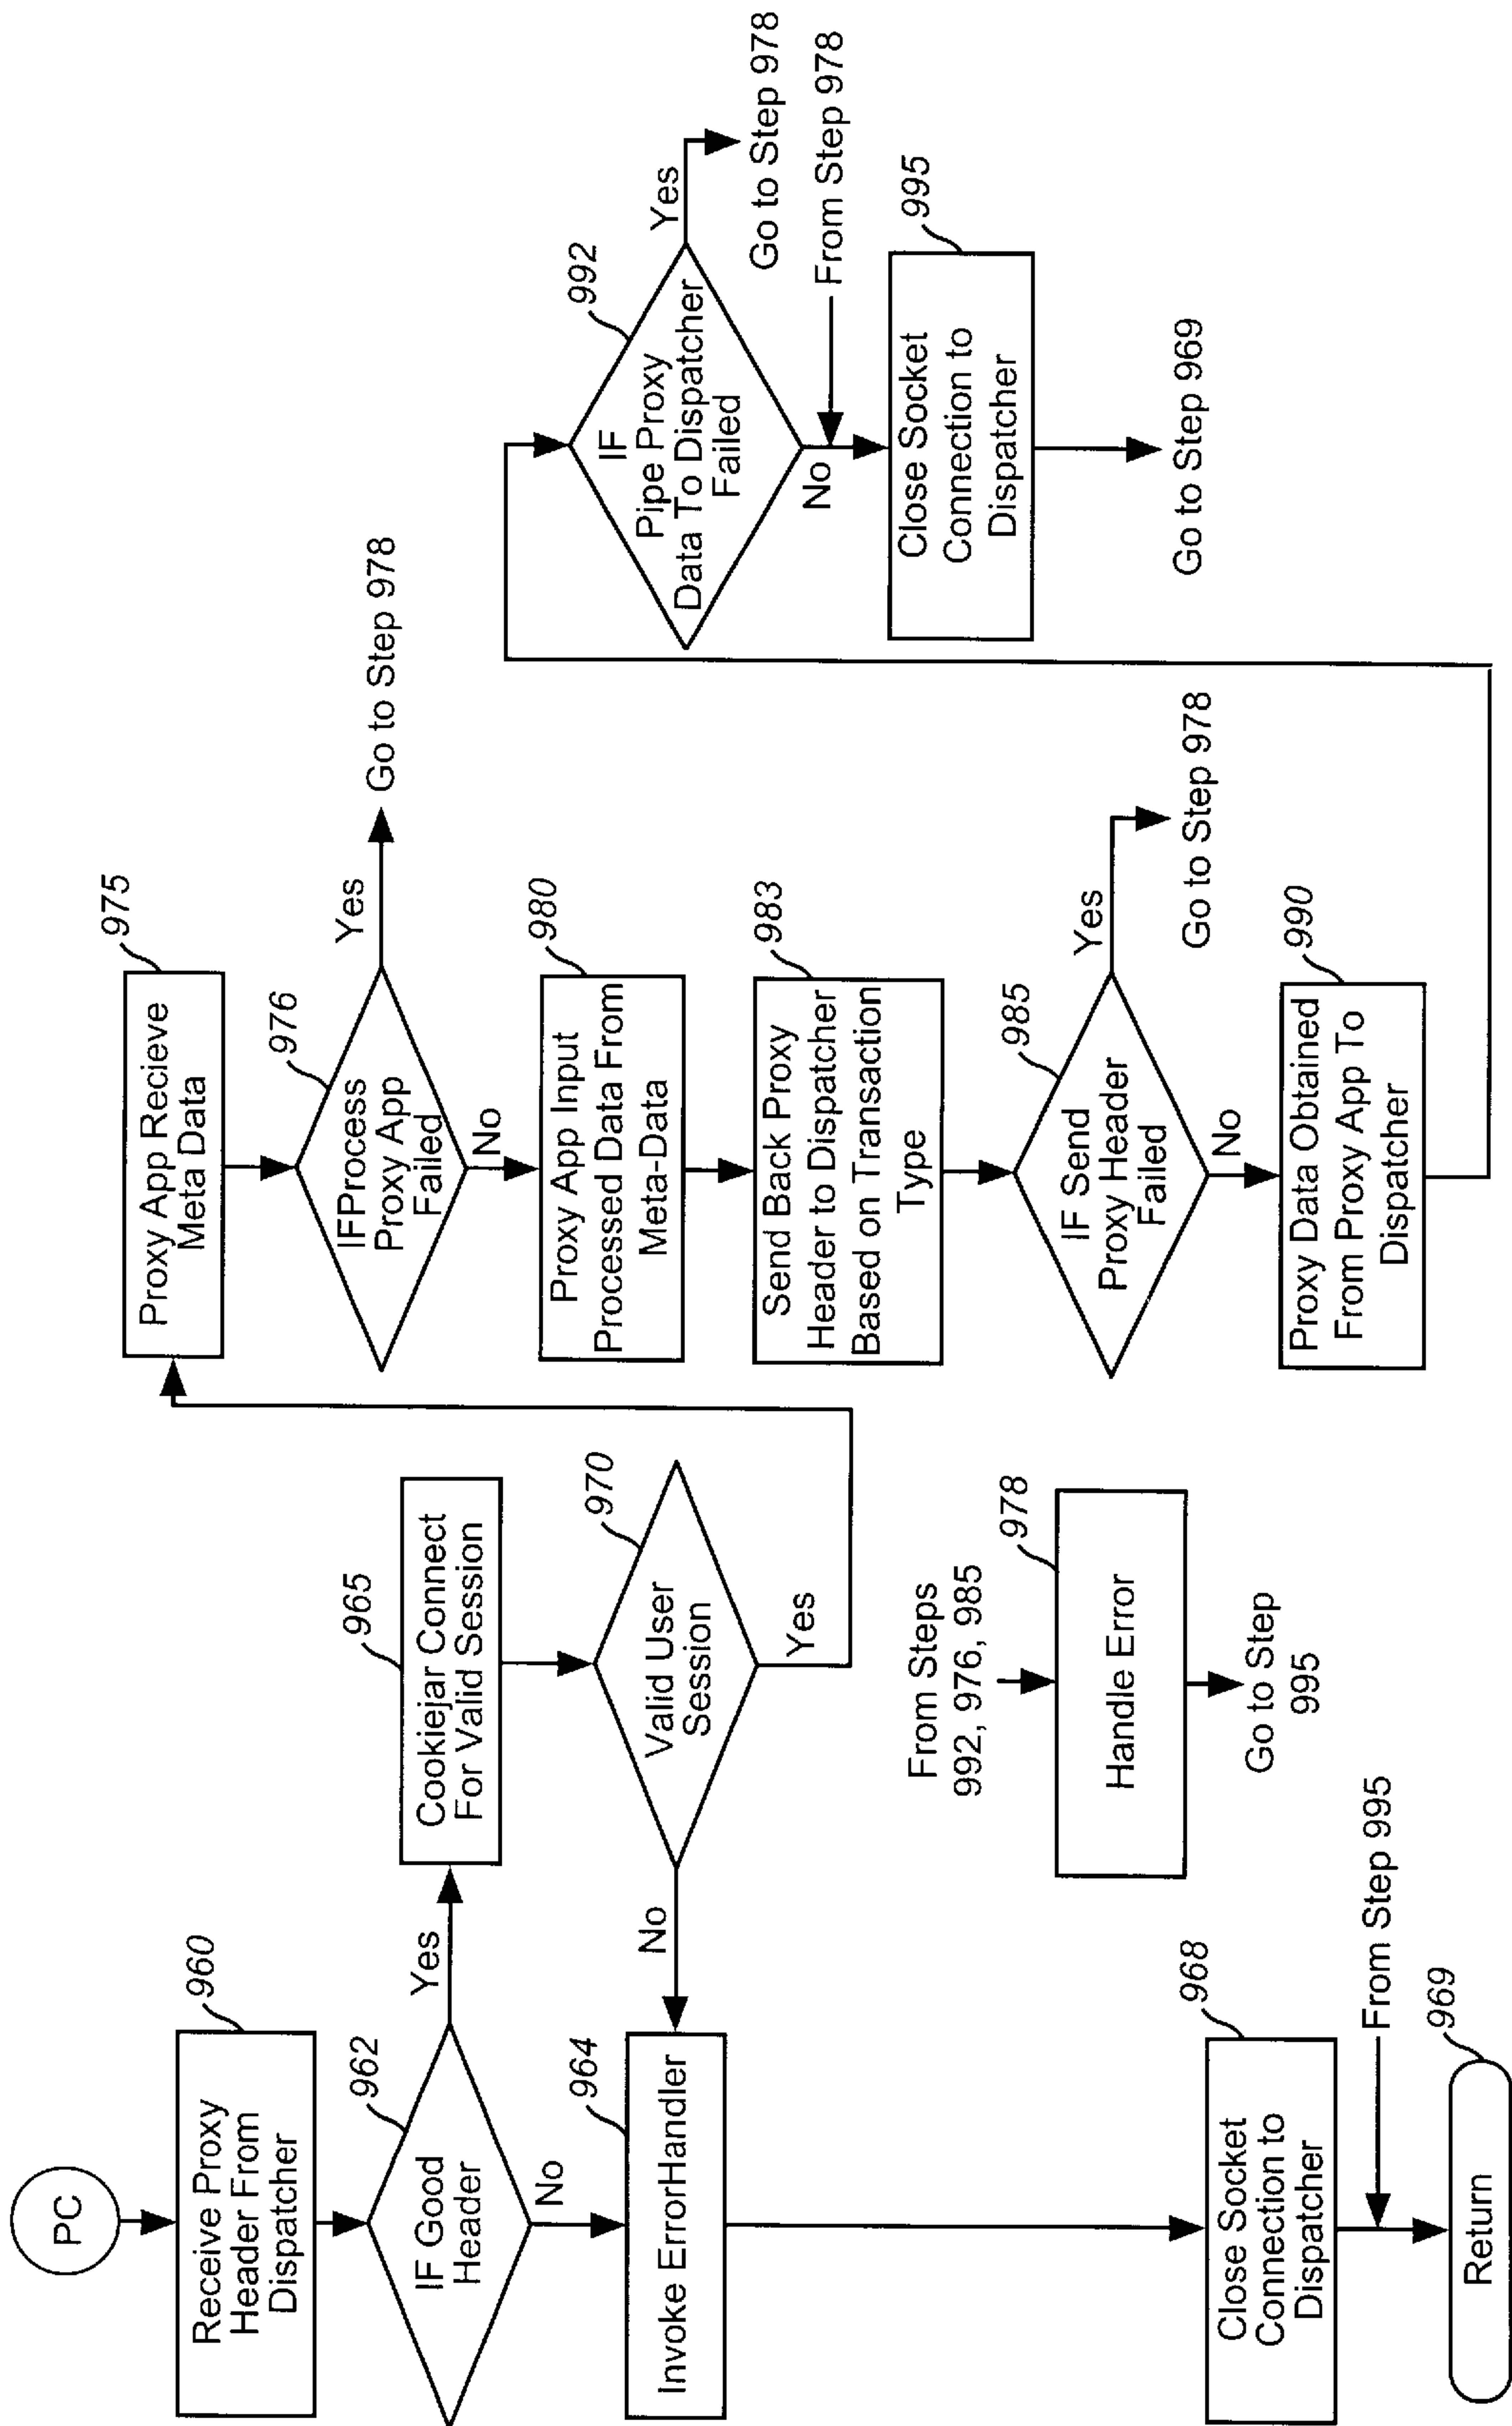 PC
960
Receive Proxy
Header From
Dispatcher
962
IF Good
Header
Yes
No
964
Invoke ErrorHandler
968
Close Socket
Connection to
Dispatcher
From Step 995
969
Return
965
Cookiejar Connect
For Valid Session
970
Valid User
Session
No
Yes
From Steps
992, 976, 985
978
Handle Error
Go to Step
995
975
Proxy App Recieve
Meta Data
976
IFProcess
Proxy App
Failed
Yes
Go to Step 978
No
980
Proxy App Input
Processed Data From
Meta-Data
983
Send Back Proxy
Header to Dispatcher
Based on Transaction
Type
985
IF Send
Proxy Header
Failed
Yes
Go to Step 978
No
990
Proxy Data Obtained
From Proxy App To
Dispatcher
992
IF
Pipe Proxy
Data To Dispatcher
Failed
Yes
Go to Step 978
No
From Step 978
995
Close Socket
Connection to
Dispatcher
Go to Step 969